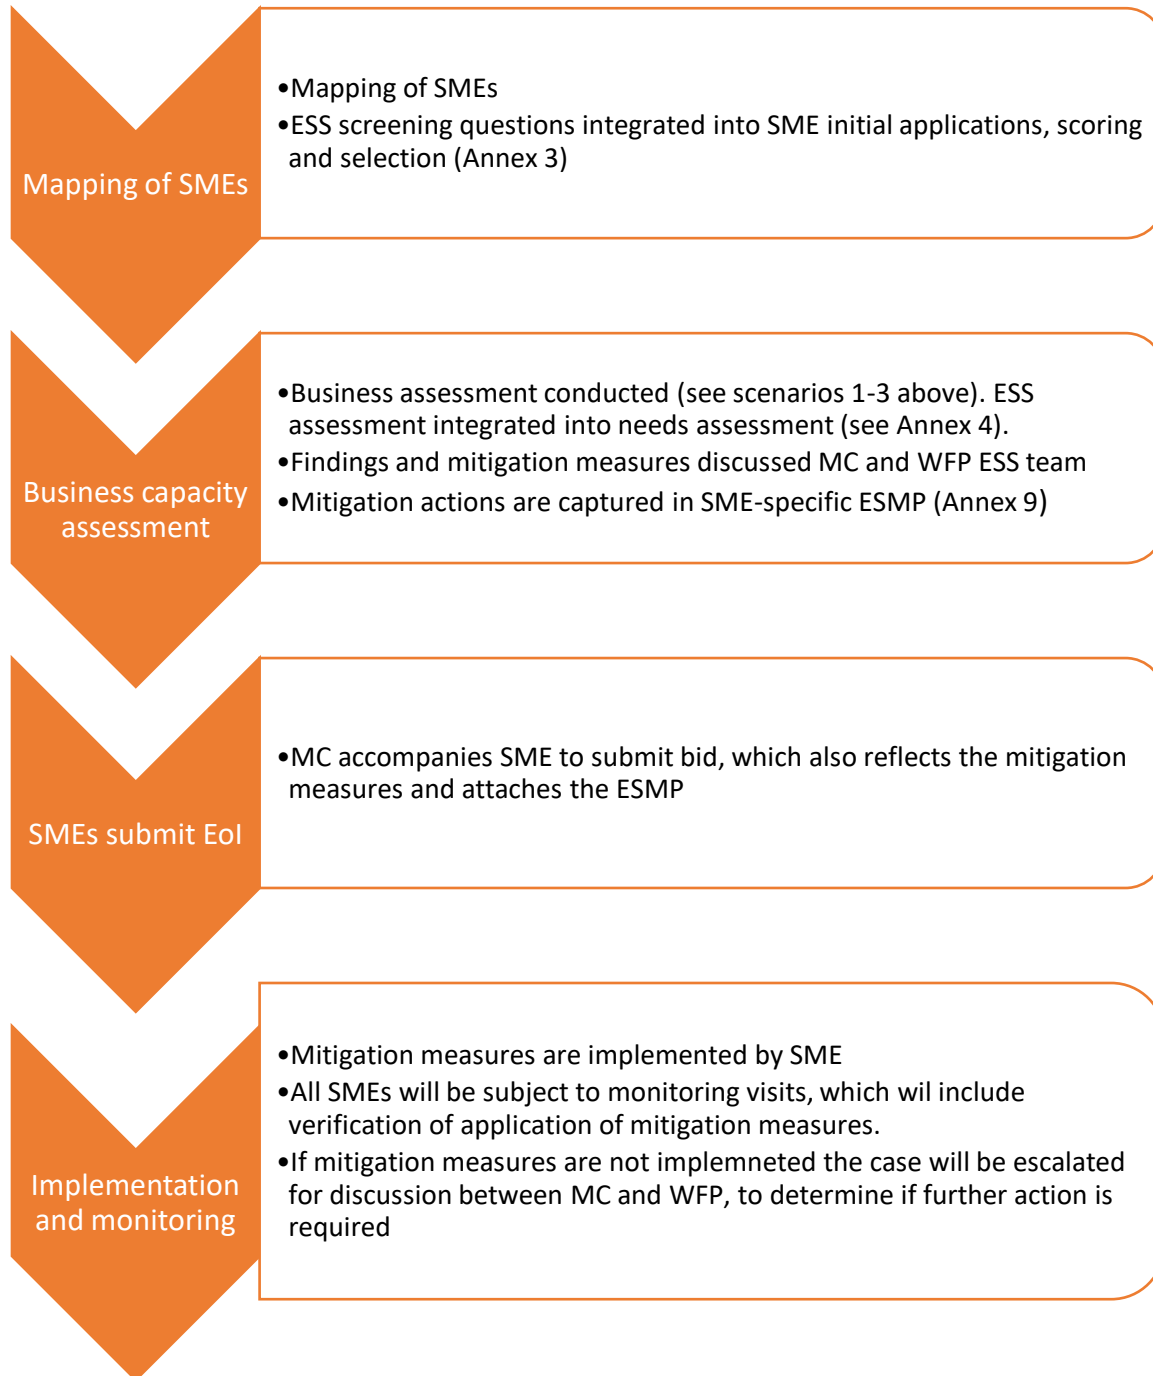 Mapping of SMEs
•Mapping of SMEs
•ESS screening questions integrated into SME initial applications, scoring
and selection (Annex 3)
Business capacity
assessment
•Business assessment conducted (see scenarios 1-3 above). ESS
assessment integrated into needs assessment (see Annex 4).
•Findings and mitigation measures discussed MC and WFP ESS team
•Mitigation actions are captured in SME-specific ESMP (Annex 9)
SMEs submit EoI
•MC accompanies SME to submit bid, which also reflects the mitigation
measures and attaches the ESMP
Implementation
and monitoring
•Mitigation measures are implemented by SME
•All SMEs will be subject to monitoring visits, which wil include
verification of application of mitigation measures.
•If mitigation measures are not implemneted the case will be escalated
for discussion between MC and WFP, to determine if further action is
required